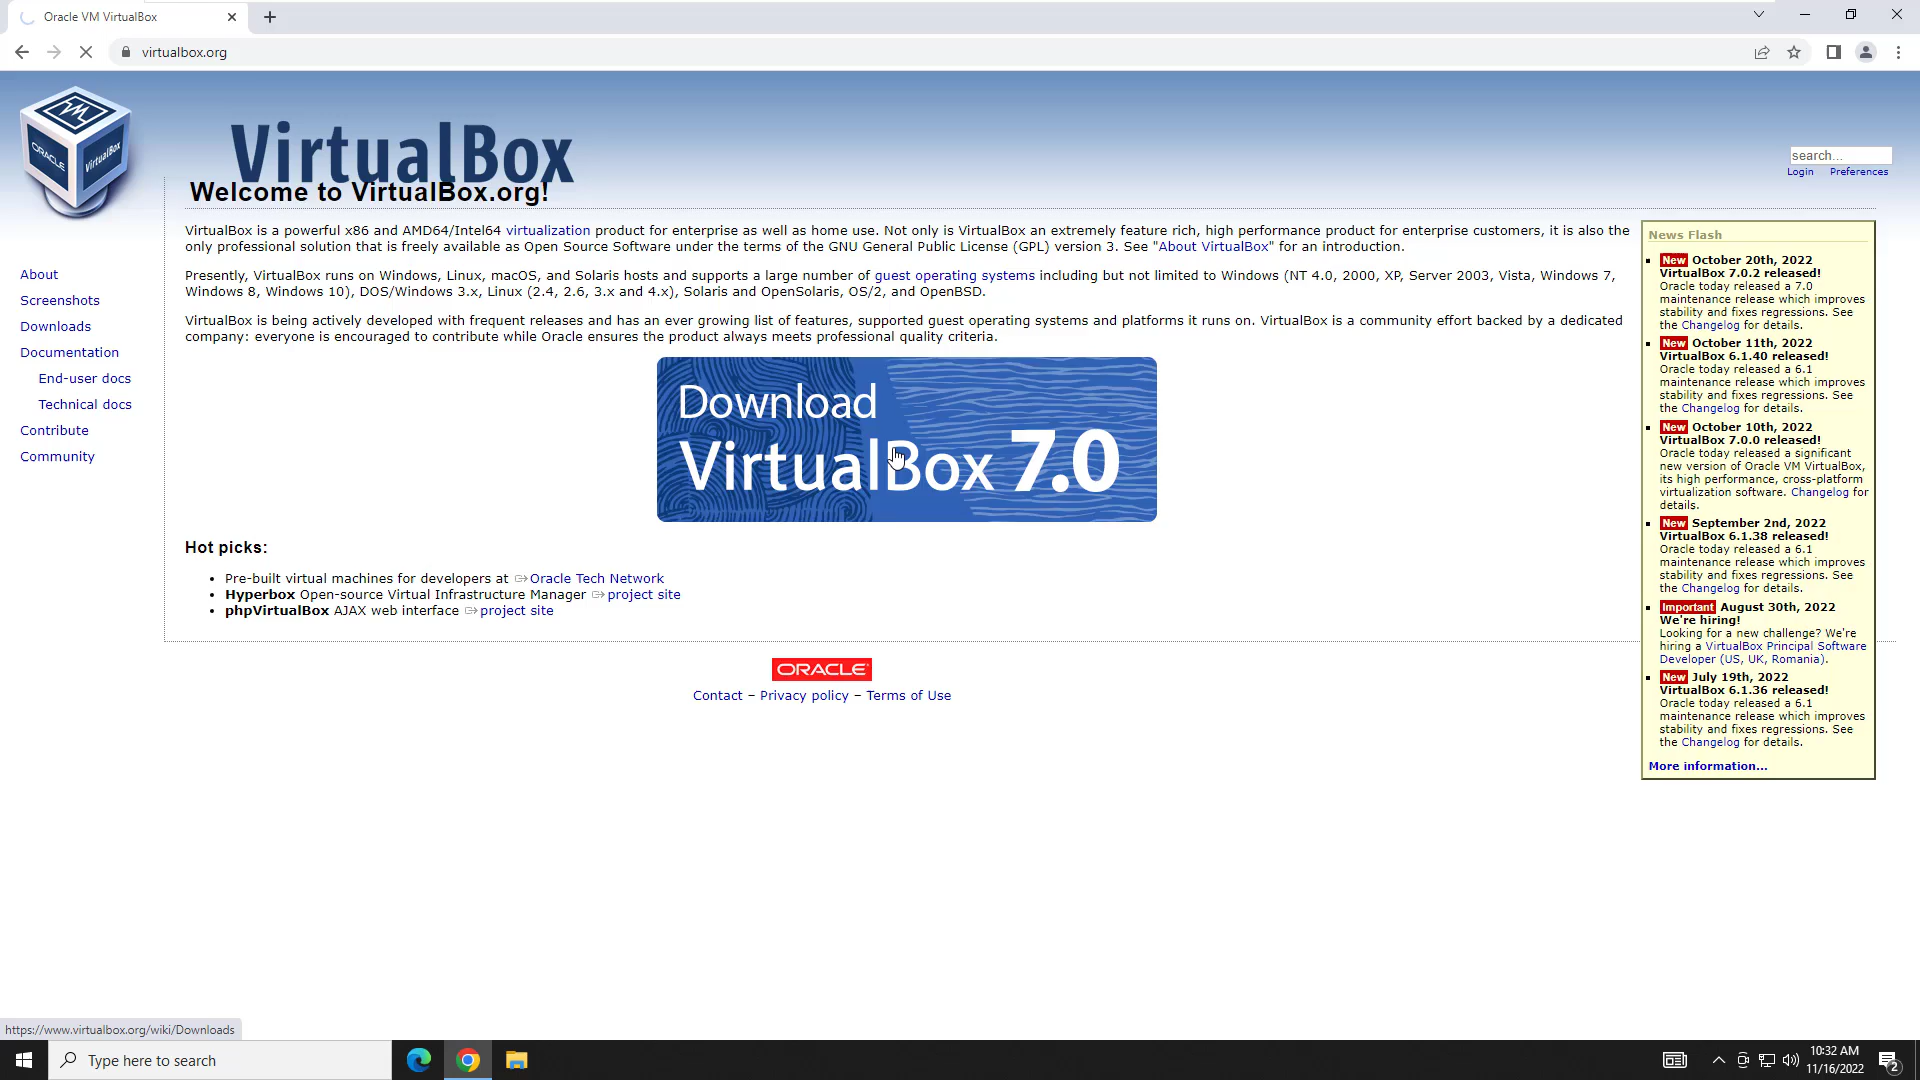 Oracle VM VirtualBox
virtualbox.org
ORACLE
VirtualBox
VirtualBox
search...
Login Preferences
Welcome to VirtualBox.org!
About
Screenshots
Downloads
Documentation
End-user docs
Technical docs
Contribute
Community
VirtualBox is a powerful x86 and AMD64/Intel64 virtualization product for enterprise as well as home use. Not only is VirtualBox an extremely feature rich, high performance product for enterprise customers, it is also the
only professional solution that is freely available as Open Source Software under the terms of the GNU General Public License (GPL) version 3. See "About VirtualBox" for an introduction.
Presently, VirtualBox runs on Windows, Linux, macOS, and Solaris hosts and supports a large number of guest operating systems including but not limited to Windows (NT 4.0, 2000, XP, Server 2003, Vista, Windows 7,
Windows 8, Windows 10), DOS/Windows 3.x, Linux (2.4, 2.6, 3.x and 4.x), Solaris and OpenSolaris, OS/2, and OpenBSD.
VirtualBox is being actively developed with frequent releases and has an ever growing list of features, supported guest operating systems and platforms it runs on. VirtualBox is a community effort backed by a dedicated
company: everyone is encouraged to contribute while Oracle ensures the product always meets professional quality criteria.
Download
VirtualBox 7.0
Hot picks:
Pre-built virtual machines for developers at Oracle Tech Network
Hyperbox Open-source Virtual Infrastructure Manager project site
phpVirtualBox AJAX web interface project site
ORACLE
Contact – Privacy policy – Terms of Use
News Flash
New October 20th, 2022
VirtualBox 7.0.2 released!
Oracle today released a 7.0
maintenance release which improves
stability and fixes regressions. See
the Changelog for details.
New October 11th, 2022
VirtualBox 6.1.40 released!
Oracle today released a 6.1
maintenance release which improves
stability and fixes regressions. See
the Changelog for details.
New October 10th, 2022
VirtualBox 7.0.0 released!
Oracle today released a significant
new version of Oracle VM VirtualBox,
its high performance, cross-platform
virtualization software. Changelog for
details.
New September 2nd, 2022
VirtualBox 6.1.38 released!
Oracle today released a 6.1
maintenance release which improves
stability and fixes regressions. See
the Changelog for details.
Important August 30th, 2022
We're hiring!
Looking for a new challenge? We're
hiring a VirtualBox Principal Software
Developer (US, UK, Romania).
New July 19th, 2022
VirtualBox 6.1.36 released!
Oracle today released a 6.1
maintenance release which improves
stability and fixes regressions. See
the Changelog for details.
More information...
https://www.virtualbox.org/wiki/Downloads
Type here to search
10:32 AM
11/16/2022
2